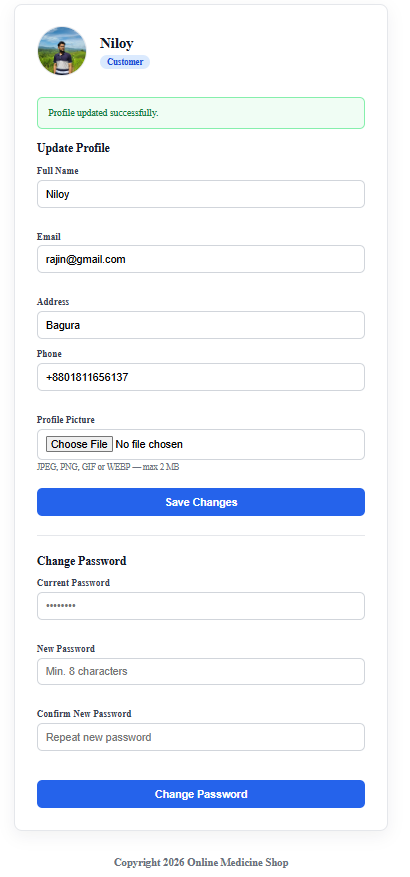 Niloy
Customer
Profile updated successfully.
Update Profile
Full Name
Niloy
Email
rajin@gmail.com
Address
Bagura
Phone
+8801811656137
Profile Picture
Choose File No file chosen
JPEG, PNG, GIF or WEBP — max 2 MB
Save Changes
Change Password
Current Password
••••••••
New Password
Min. 8 characters
Confirm New Password
Repeat new password
Change Password
Copyright 2026 Online Medicine Shop